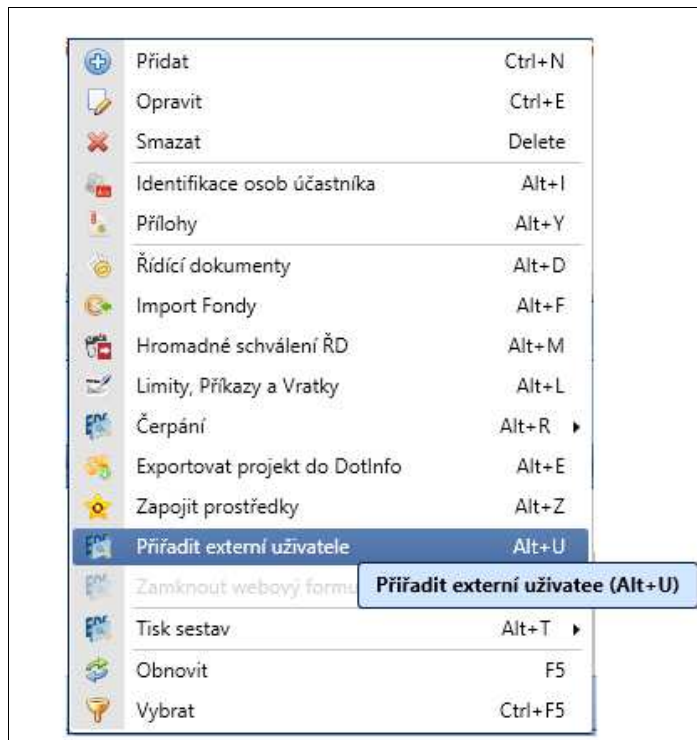 Přidat Ctrl+N
Opravit Ctrl+E
Smazat Delete
Identifikace osob účastníka Alt+I
Přílohy Alt+Y
Řídící dokumenty Alt+D
Import Fondy Alt+F
Hromadné schválení ŘD Alt+M
Limity, Příkazy a Vratky Alt+L
Čerpání Alt+R
Exportovat projekt do DotInfo Alt+E
Zapojit prostředky Alt+Z
Přiřadit externí uživatele Alt+U
Zamknout webový
Přiřadit externí uživatee (Alt+U)
Tisk sestav Alt+T
Obnovit F5
Vybrat Ctrl+F5